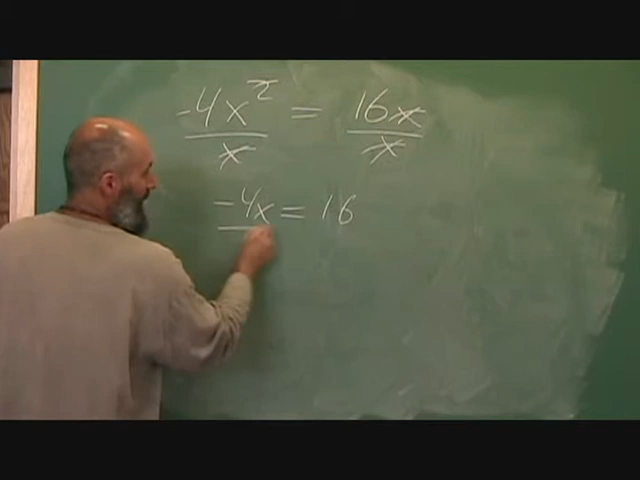 -4x² = 16x
x x
-4x = 16